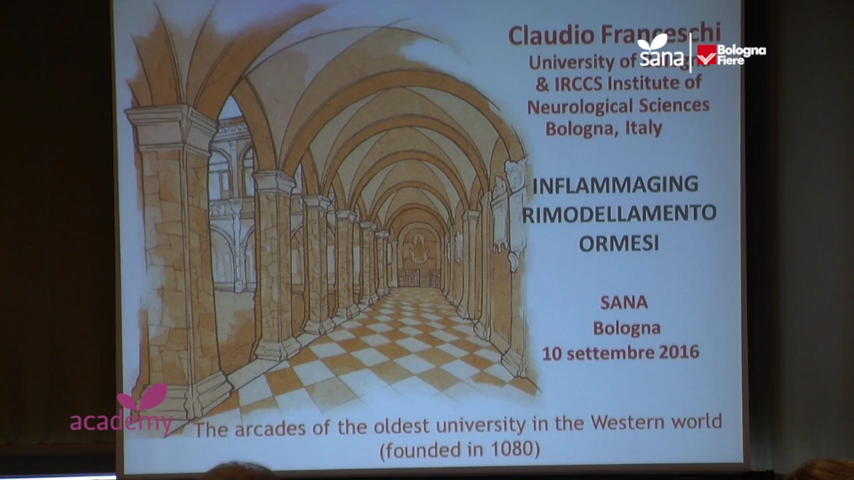 Claudio Franceschi
University of
& IRCCS Institute of
Neurological Sciences
Bologna, Italy
sana
Bologna
Fiere
INFLAMMAGING
RIMODELLAMENTO
ORMESI
SANA
Bologna
10 settembre 2016
academy
The arcades of the oldest university in the Western world
(founded in 1080)